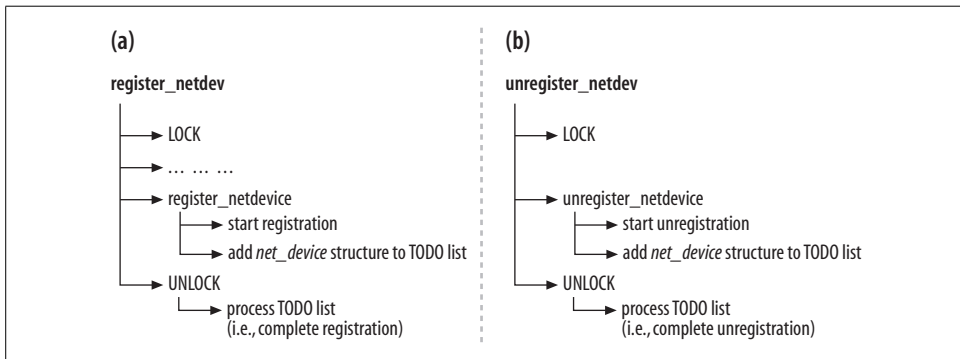 (a)
register_netdev
LOCK
... ... ...
register_netdevice
start registration
add net_device structure to TODO list
UNLOCK
process TODO list
(i.e., complete registration)
(b)
unregister_netdev
LOCK
unregister_netdevice
start unregistration
add net_device structure to TODO list
UNLOCK
process TODO list
(i.e., complete unregistration)